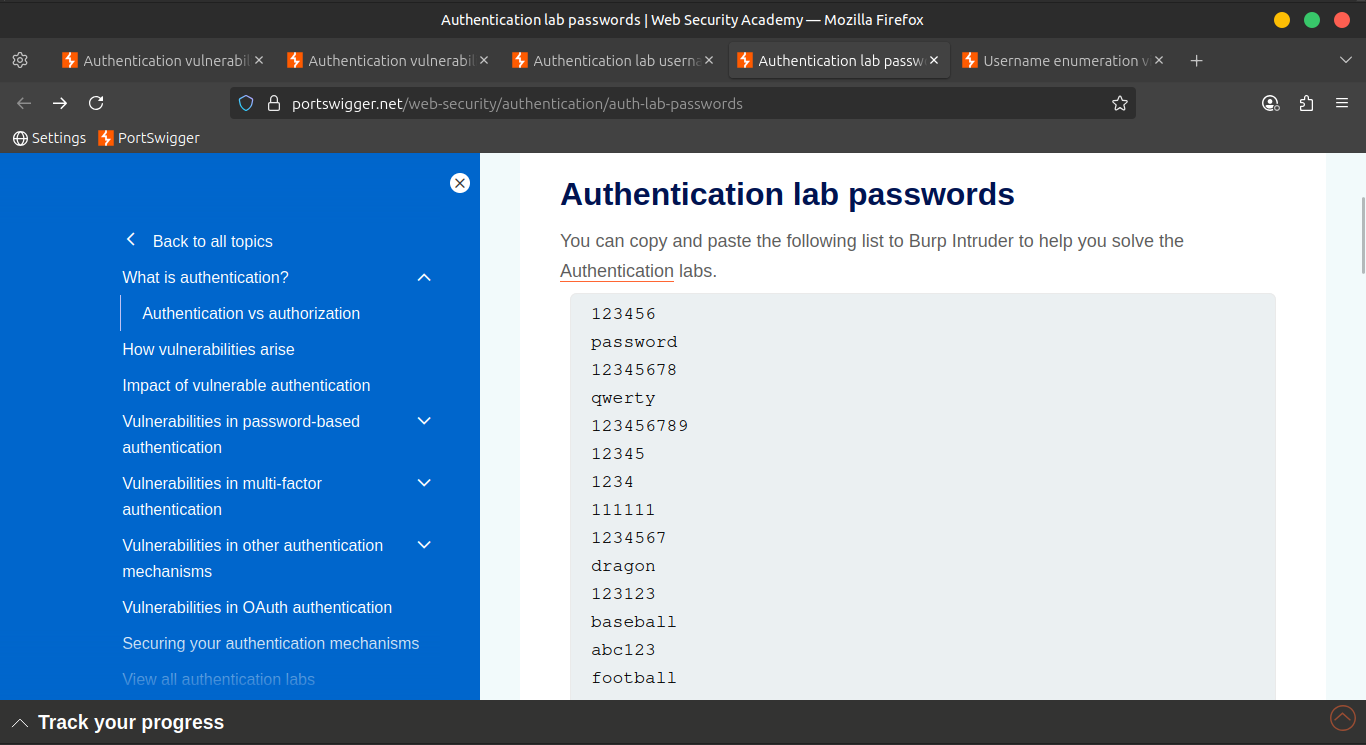 Authentication lab passwords | Web Security Academy — Mozilla Firefox
Authentication vulnerabil
Authentication vulnerabil
Authentication lab userna
Authentication lab passw
Username enumeration v
portswigger.net/web-security/authentication/auth-lab-passwords
Settings
PortSwigger
Back to all topics
What is authentication?
Authentication vs authorization
How vulnerabilities arise
Impact of vulnerable authentication
Vulnerabilities in password-based
authentication
Vulnerabilities in multi-factor
authentication
Vulnerabilities in other authentication
mechanisms
Vulnerabilities in OAuth authentication
Securing your authentication mechanisms
View all authentication labs
Authentication lab passwords
You can copy and paste the following list to Burp Intruder to help you solve the
Authentication labs.
123456
password
12345678
qwerty
123456789
12345
1234
111111
1234567
dragon
123123
baseball
abc123
football
Track your progress